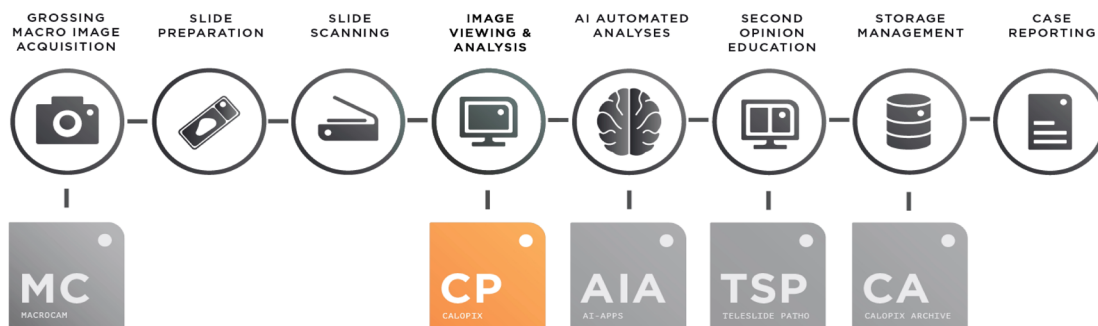 GROSSING
MACRO IMAGE
ACQUISITION
SLIDE
PREPARATION
SLIDE
SCANNING
IMAGE
VIEWING &
ANALYSIS
AI AUTOMATED
ANALYSES
SECOND
OPINION
EDUCATION
STORAGE
MANAGEMENT
CASE
REPORTING
MC
MACROCAM
CP
CALOPIX
AIA
AI-APPS
TSP
TELESLIDE PATHO
CA
CALOPIX ARCHIVE